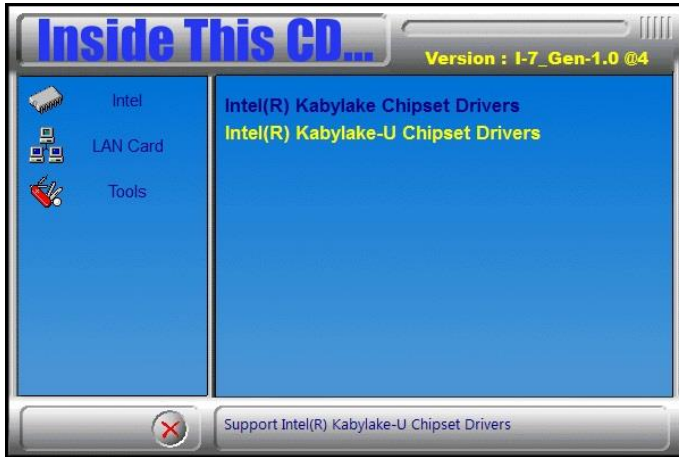 Inside This CD...
Version : I-7_Gen-1.0 @4
Intel
LAN Card
Tools
Intel(R) Kabylake Chipset Drivers
Intel(R) Kabylake-U Chipset Drivers
Support Intel(R) Kabylake-U Chipset Drivers